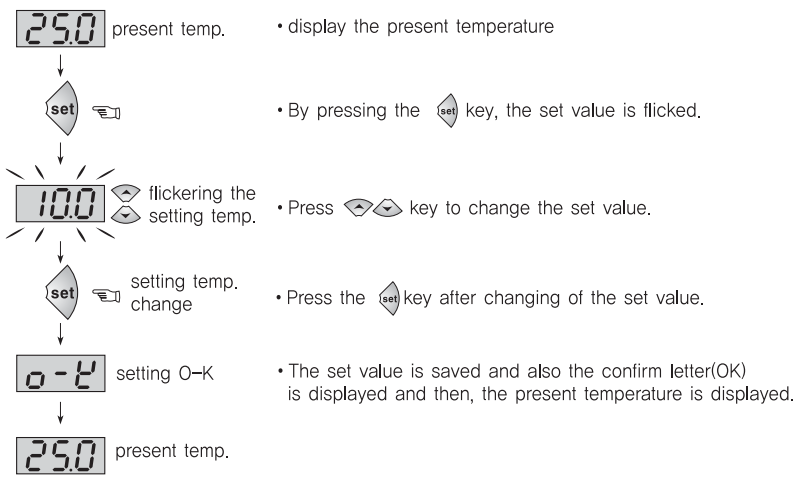 25.0 present temp. • display the present temperature
set • By pressing the set key, the set value is flicked.
10.0 flickering the
setting temp. • Press key to change the set value.
set setting temp.
change • Press the set key after changing of the set value.
o-k setting O-K • The set value is saved and also the confirm letter(OK)
is displayed and then, the present temperature is displayed.
25.0 present temp.